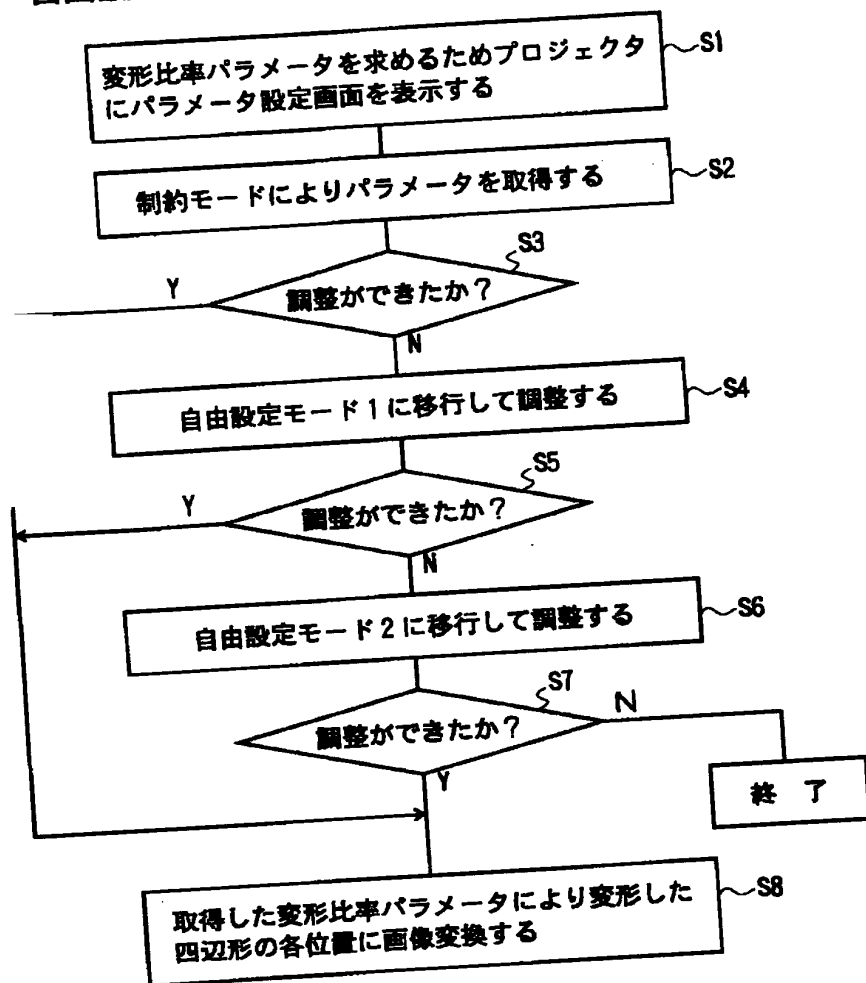 変形比率パラメータを求めるためプロジェクタ
にパラメータ設定画面を表示する
S1
制約モードによりパラメータを取得する
S2
調整ができたか？
S3
Y
N
自由設定モード1に移行して調整する
S4
調整ができたか？
S5
Y
N
自由設定モード2に移行して調整する
S6
調整ができたか？
S7
N
Y
終 了
取得した変形比率パラメータにより変形した
四辺形の各位置に画像変換する
S8